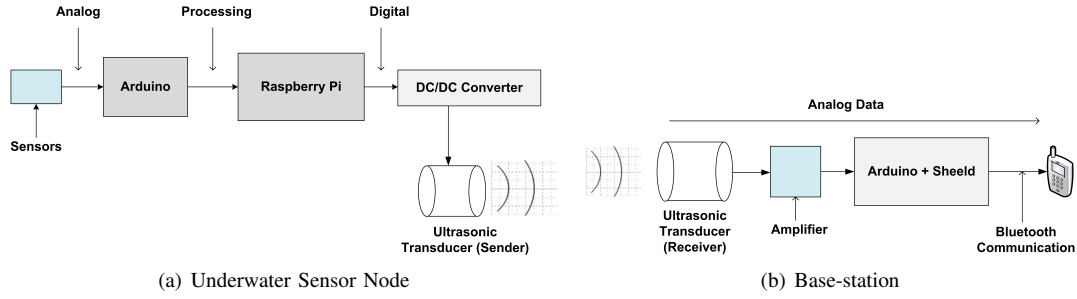 Analog
Processing
Digital
Arduino
Raspberry Pi
DC/DC Converter
Sensors
Ultrasonic
Transducer (Sender)
(a) Underwater Sensor Node
Analog Data
Arduino + Sheeld
Ultrasonic
Transducer
(Receiver)
Amplifier
Bluetooth
Communication
(b) Base-station